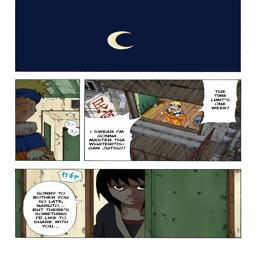 THE
TIME
LIMIT'S
ONE
WEEK!
I SWEAR I'M
GONNA
MASTER THA
WHATERITIS-
GAN JUTSU!!
SORRY TO
BOTHER YOU
SO LATE,
NARUTO...
BUT THERE'S
SOMETHING
I'D LIKE TO
SHARE WITH
YOU...